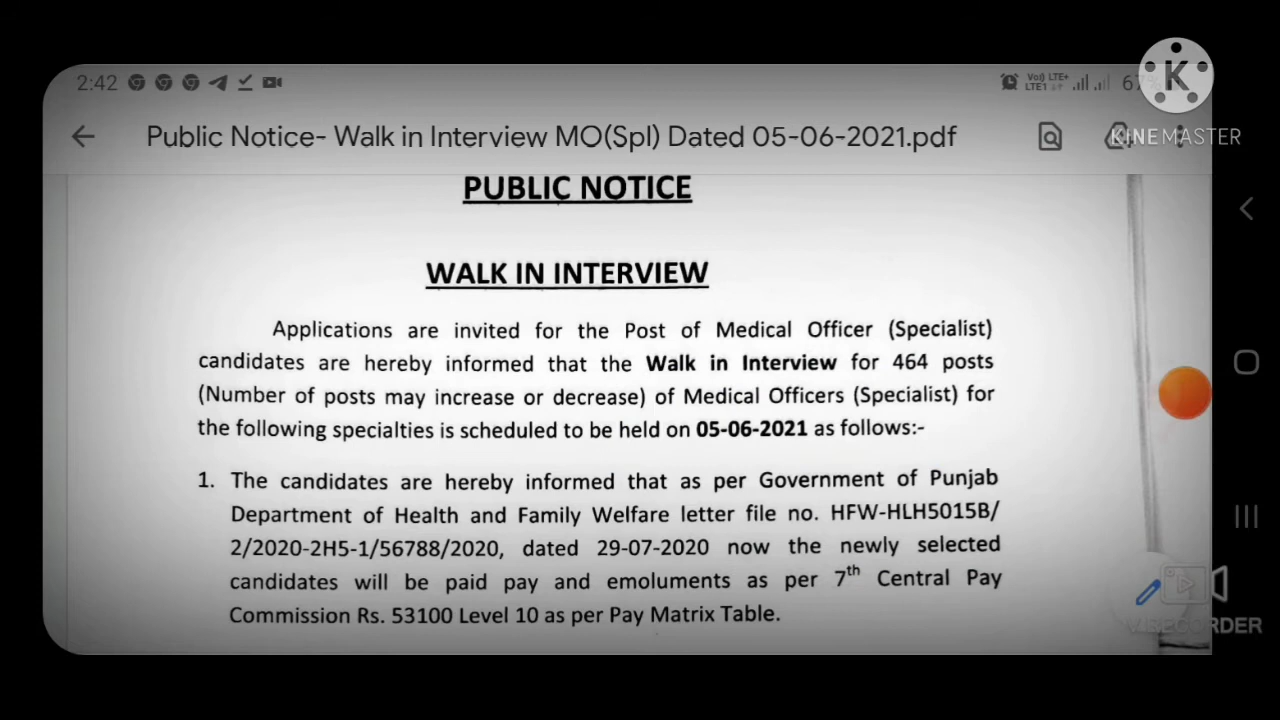 2:42
Vo) LTE+
LTE1
K
KINEMASTER
Public Notice- Walk in Interview MO(Spl) Dated 05-06-2021.pdf
PUBLIC NOTICE
WALK IN INTERVIEW
Applications are invited for the Post of Medical Officer (Specialist)
candidates are hereby informed that the Walk in Interview for 464 posts
(Number of posts may increase or decrease) of Medical Officers (Specialist) for
the following specialties is scheduled to be held on 05-06-2021 as follows:-
1. The candidates are hereby informed that as per Government of Punjab
Department of Health and Family Welfare letter file no. HFW-HLH5015B/
2/2020-2H5-1/56788/2020, dated 29-07-2020 now the newly selected
candidates will be paid pay and emoluments as per 7th Central Pay
Commission Rs. 53100 Level 10 as per Pay Matrix Table.